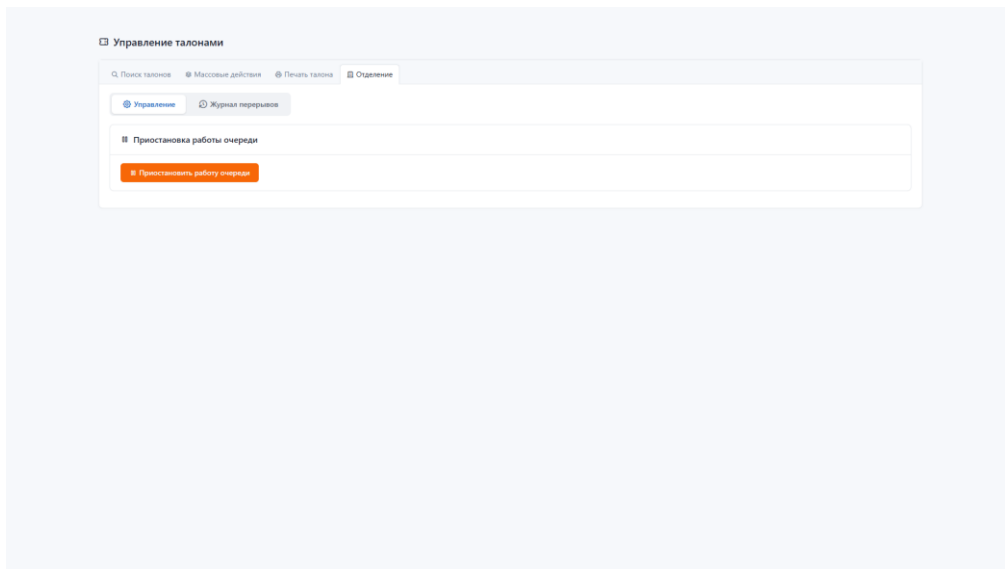 Управление талонами
Поиск талонов Массовые действия Печать талона Отделение
Управление Журнал перерывов
Приостановка работы очереди
Приостановить работу очереди